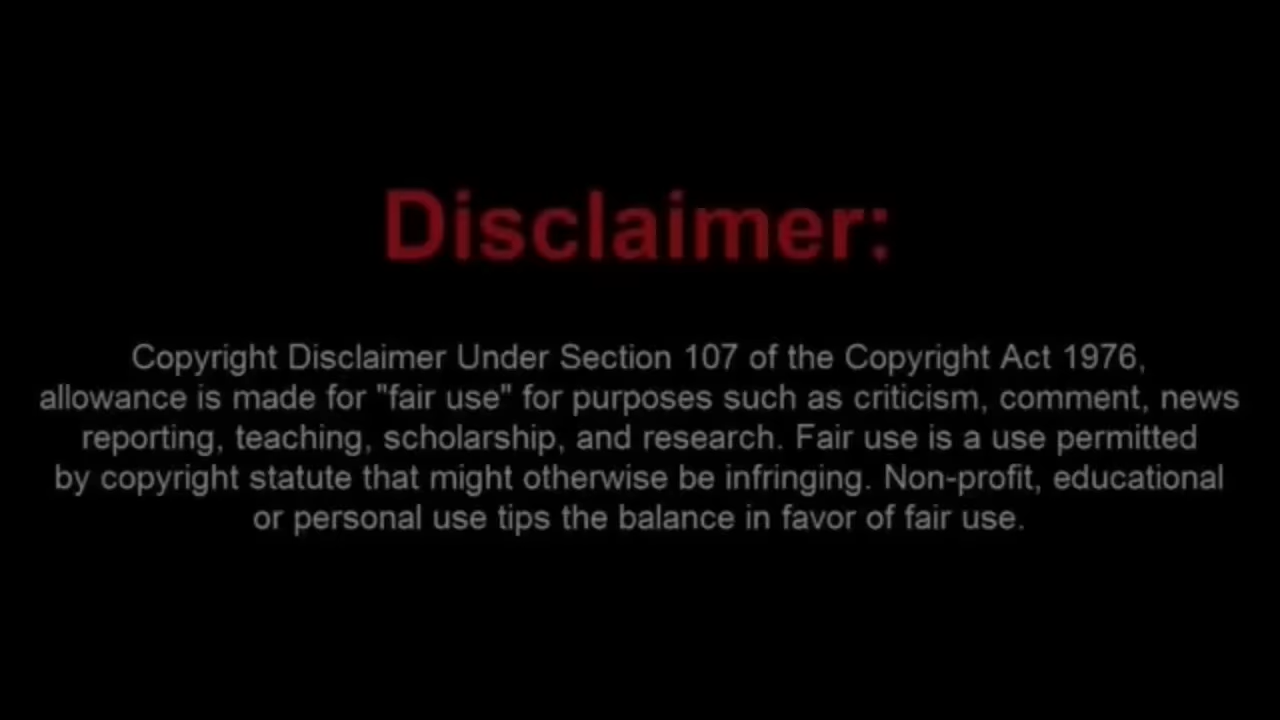 Disclaimer:
Copyright Disclaimer Under Section 107 of the Copyright Act 1976,
allowance is made for "fair use" for purposes such as criticism, comment, news
reporting, teaching, scholarship, and research. Fair use is a use permitted
by copyright statute that might otherwise be infringing. Non-profit, educational
or personal use tips the balance in favor of fair use.